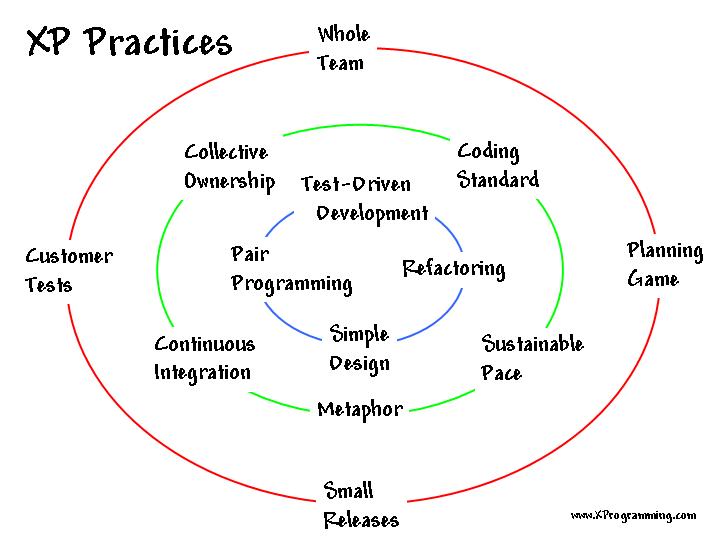 XP Practices
Whole
Team
Collective
Ownership
Coding
Standard
Test-Driven
Development
Customer
Tests
Pair
Programming
Refactoring
Planning
Game
Continuous
Integration
Simple
Design
Sustainable
Pace
Metaphor
Small
Releases
www.XProgramming.com